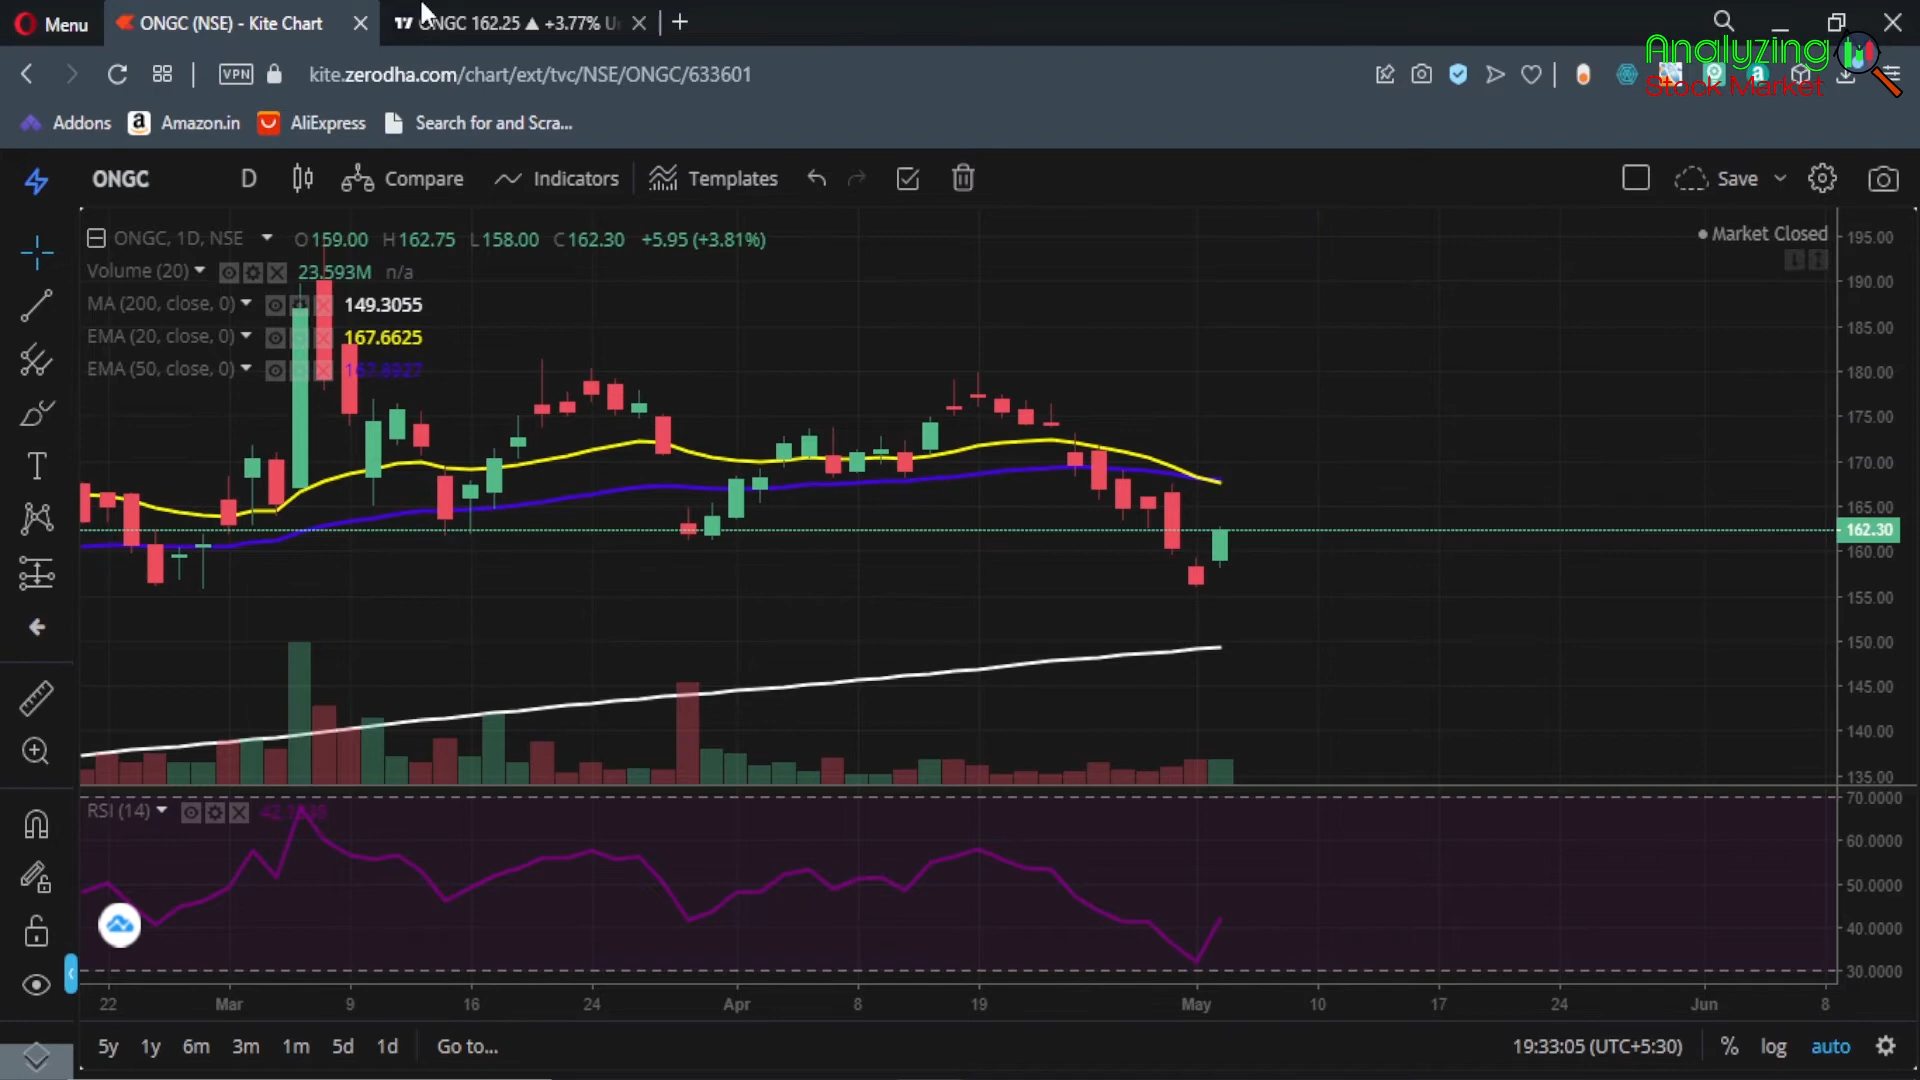 Menu
ONGC (NSE) - Kite Chart
ONGC 162.25 ▲ +3.77% U
Analyzing
Stock Market
VPN
kite.zerodha.com/chart/ext/tvc/NSE/ONGC/633601
Addons
Amazon.in
AliExpress
Search for and Scra...
ONGC
D
Compare
Indicators
Templates
Save
ONGC, 1D, NSE
O159.00 H162.75 L158.00 C162.30 +5.95 (+3.81%)
Market Closed
Volume (20)
23.593M n/a
MA (200, close, 0)
149.3055
EMA (20, close, 0)
167.6625
EMA (50, close, 0)
195.00
190.00
185.00
180.00
175.00
170.00
165.00
162.30
160.00
155.00
150.00
145.00
140.00
135.00
RSI (14)
70.0000
60.0000
50.0000
40.0000
30.0000
22 Mar 9 16 24 Apr 8 19 May 10 17 24 Jun 8
5y 1y 6m 3m 1m 5d 1d Go to...
19:33:05 (UTC+5:30) % log auto